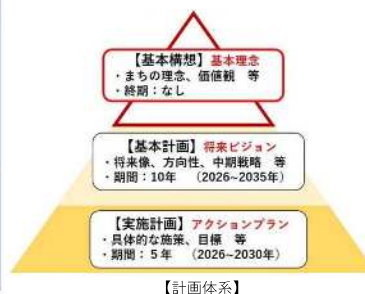 【基本構想】基本理念
・まちの理念、価値観 等
・終期：なし
【基本計画】将来ビジョン
・将来像、方向性、中期戦略 等
・期間：10年 （2026~2035年）
【実施計画】アクションプラン
・具体的な施策、目標 等
・期間：５年 （2026~2030年）
【計画体系】